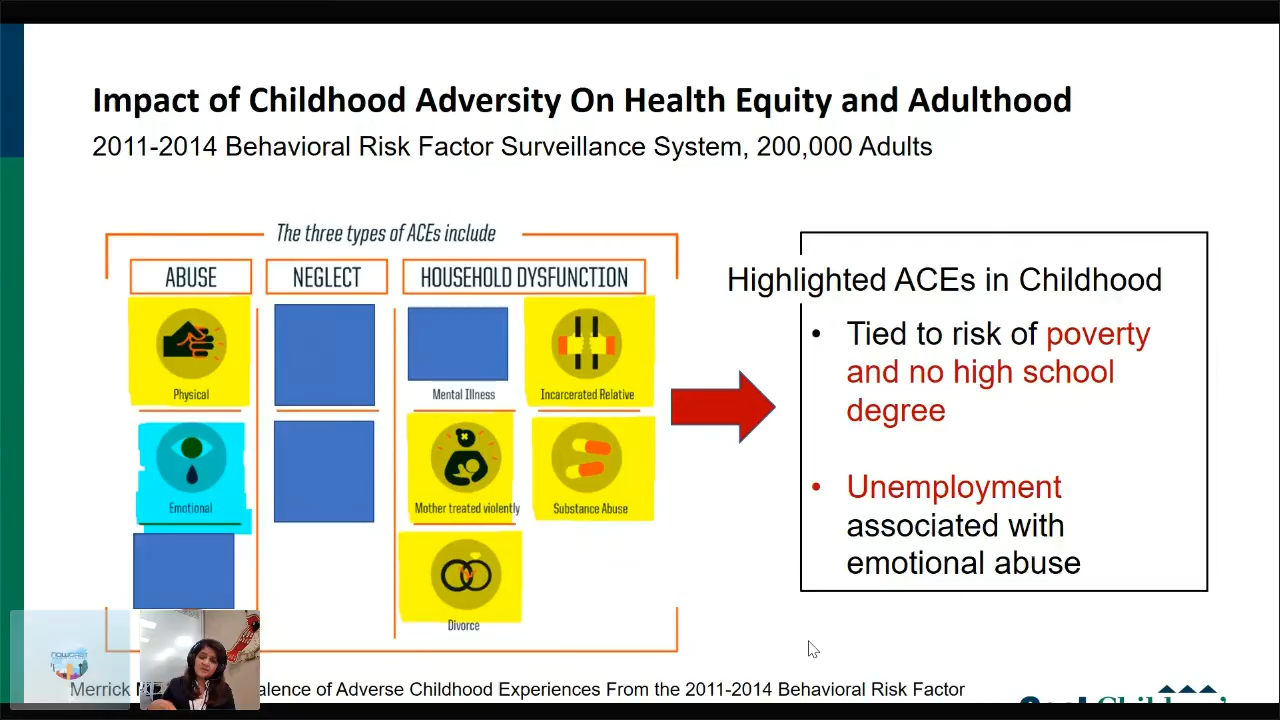 Impact of Childhood Adversity On Health Equity and Adulthood
2011-2014 Behavioral Risk Factor Surveillance System, 200,000 Adults
The three types of ACEs include
ABUSE
NEGLECT
HOUSEHOLD DYSFUNCTION
Physical
Mental Illness
Incarcerated Relative
Emotional
Mother treated violently
Substance Abuse
Divorce
Highlighted ACEs in Childhood
• Tied to risk of poverty
and no high school
degree
• Unemployment
associated with
emotional abuse
NOWCAST
Merrick of Adverse Childhood Experiences From the 2011-2014 Behavioral Risk Factor